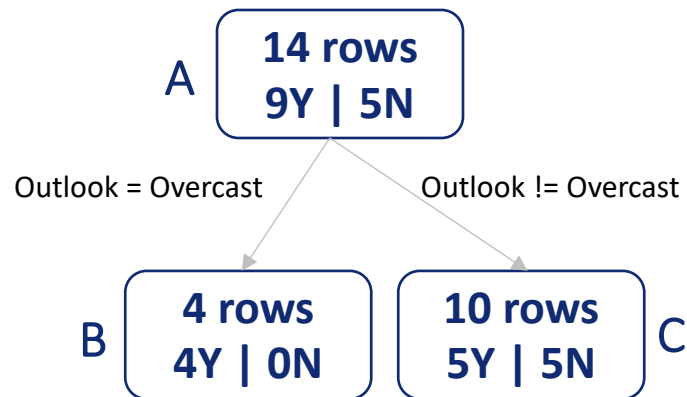 A
14 rows
9Y | 5N
Outlook = Overcast
Outlook != Overcast
B
4 rows
4Y | 0N
10 rows
5Y | 5N
C